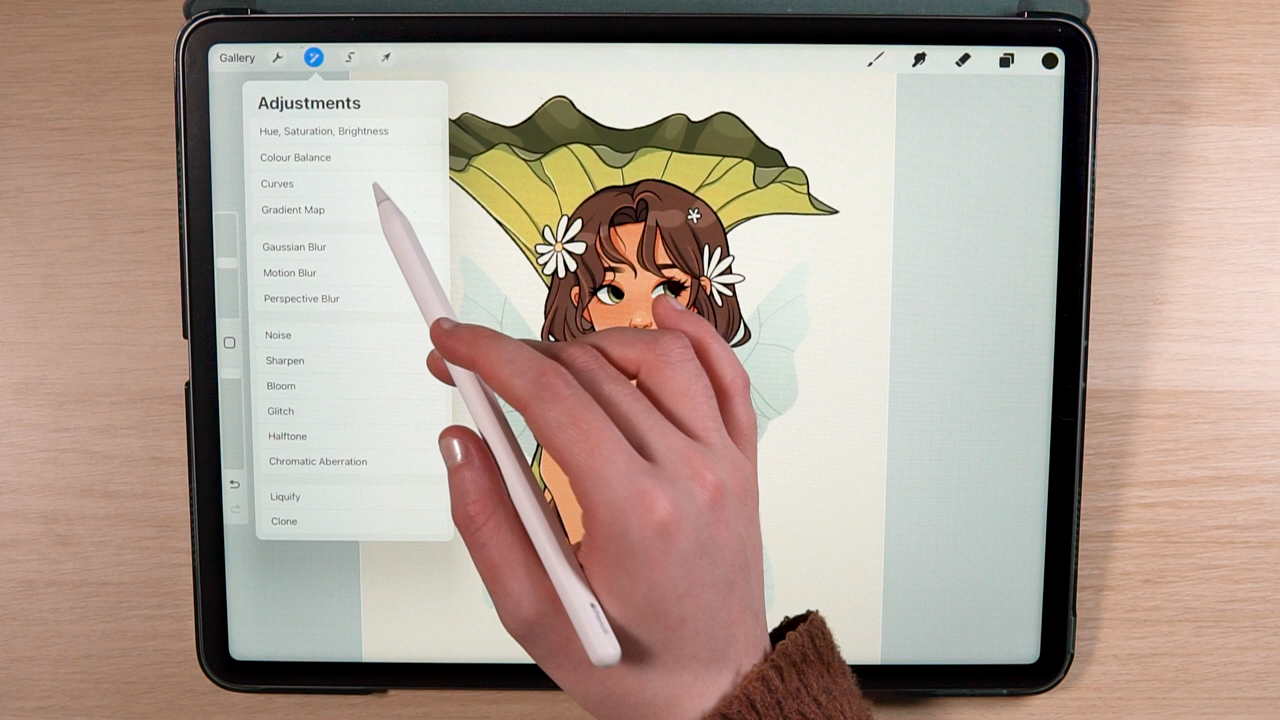 Gallery
Adjustments
Hue, Saturation, Brightness
Colour Balance
Curves
Gradient Map
Gaussian Blur
Motion Blur
Perspective Blur
Noise
Sharpen
Bloom
Glitch
Halftone
Chromatic Aberration
Liquify
Clone